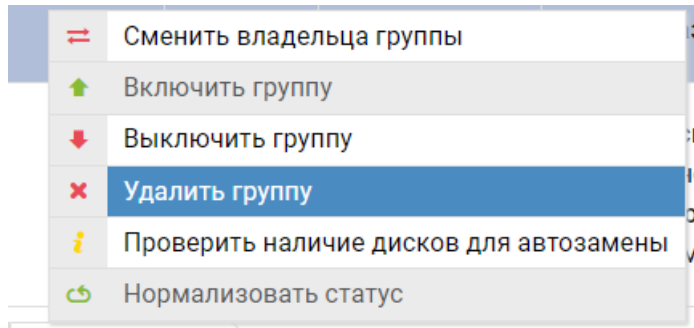 Сменить владельца группы
Включить группу
Выключить группу
Удалить группу
Проверить наличие дисков для автозамены
Нормализовать статус